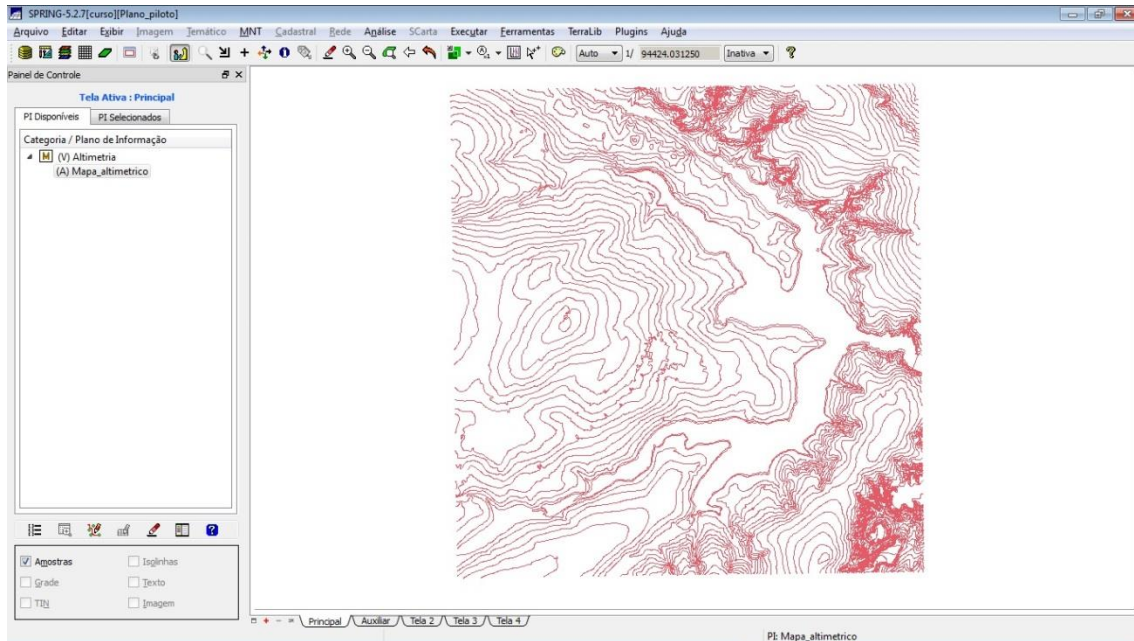 SPRING-5.2.7[curso][Plano_piloto]
Arquivo Editar Exibir Imagem Temático MNT Cadastral Rede Análise SCarta Executar Ferramentas TerraLib Plugins Ajuda
Auto 1/ 94424.031250 Inativa
Painel de Controle
Tela Ativa : Principal
PI Disponíveis PI Selecionados
Categoria / Plano de Informação
M (V) Altimetria
(A) Mapa_altimetrico
Amostras Isolinhas
Grade Texto
TIN Imagem
Principal Auxiliar Tela 2 Tela 3 Tela 4
PI: Mapa_altimetrico